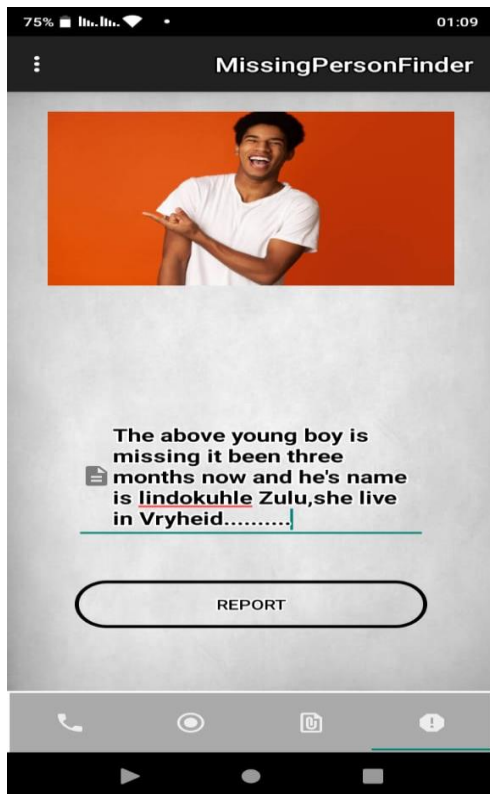 75% 01:09
MissingPersonFinder
The above young boy is
missing it been three
months now and he's name
is lindokuhle Zulu,she live
in Vryheid..........
REPORT